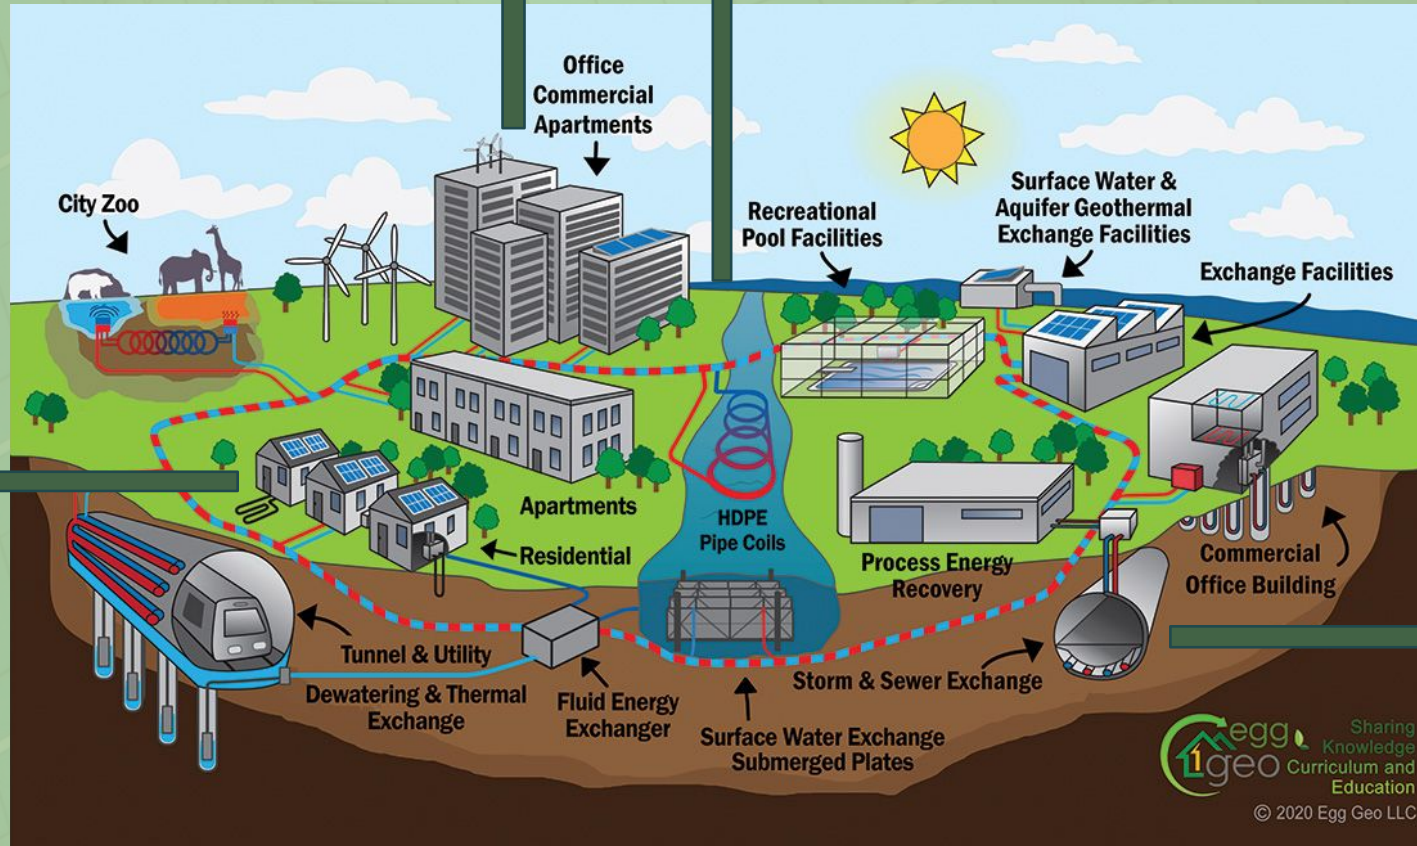 Office
Commercial
Apartments
City Zoo
Recreational
Pool Facilities
Surface Water &
Aquifer Geothermal
Exchange Facilities
Exchange Facilities
Apartments
Residential
HDPE
Pipe Coils
Process Energy
Recovery
Commercial
Office Building
Tunnel & Utility
Dewatering & Thermal
Exchange
Fluid Energy
Exchanger
Storm & Sewer Exchange
Surface Water Exchange
Submerged Plates
egg
geo
Sharing
Knowledge
Curriculum and
Education
© 2020 Egg Geo LLC